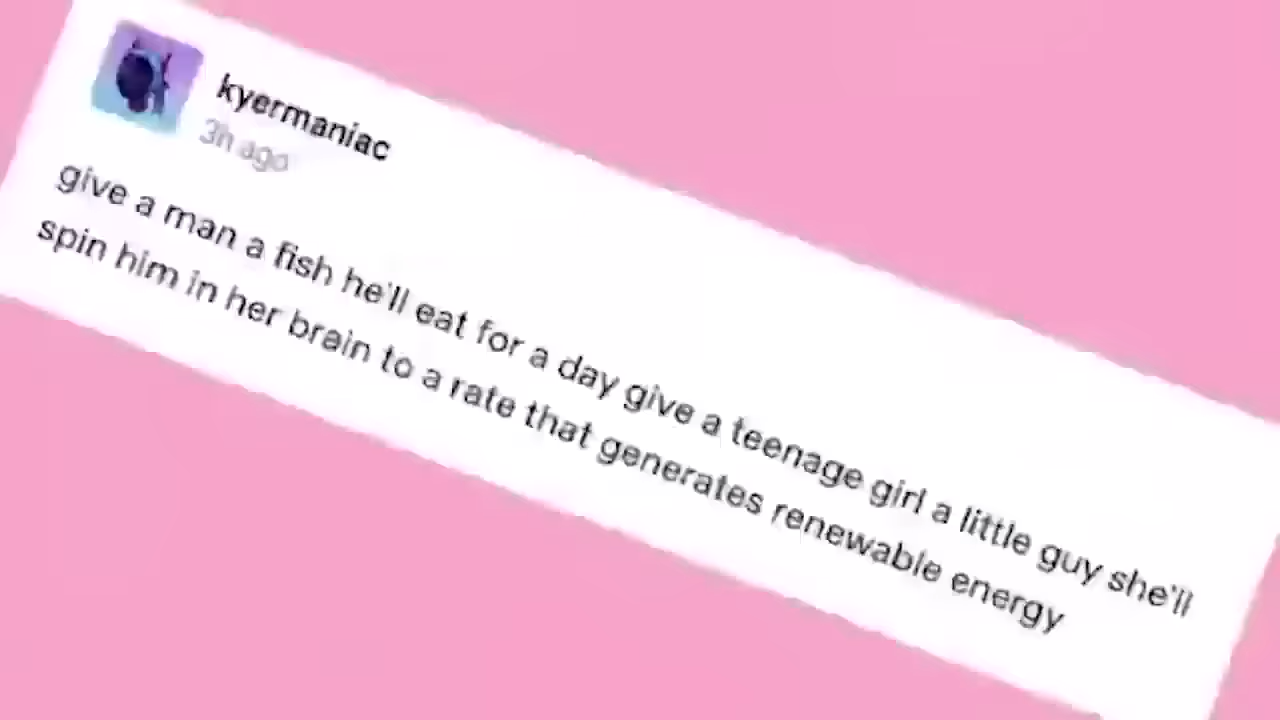 kyermaniac
3h ago
give a man a fish he'll eat for a day give a teenage girl a little guy she'll
spin him in her brain to a rate that generates renewable energy